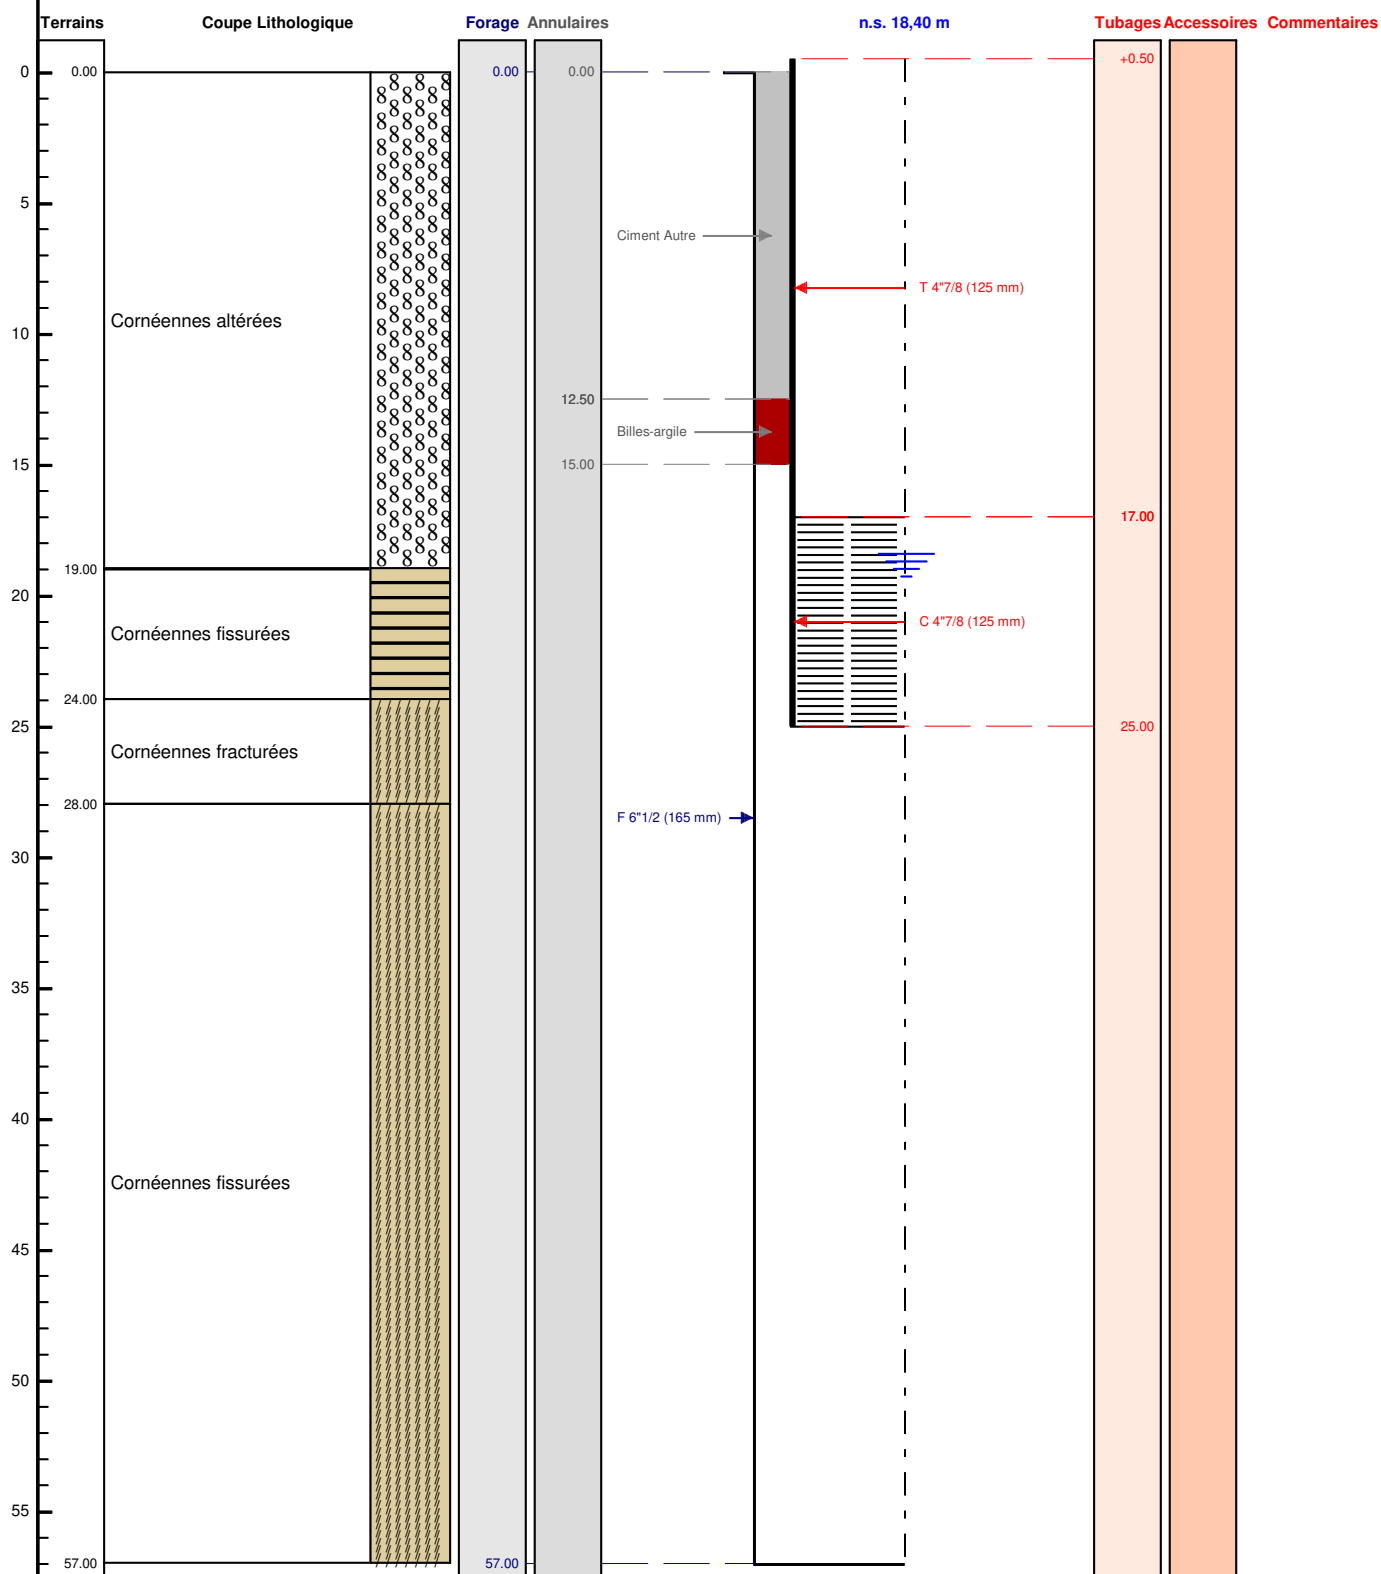 Terrains Coupe Lithologique Forage Annulaires n.s. 18,40 m Tubages Accessoires Commentaires
+0.50
0 0.00 0.00 0.00
5
Ciment Autre
T 4"7/8 (125 mm)
Cornéennes altérées
10
12.50
Billes-argile
15 15.00
17.00
19.00
20
C 4"7/8 (125 mm)
Cornéennes fissurées
24.00
25 25.00
Cornéennes fracturées
28.00
F 6"1/2 (165 mm)
30
35
40
Cornéennes fissurées
45
50
55
57.00 57.00